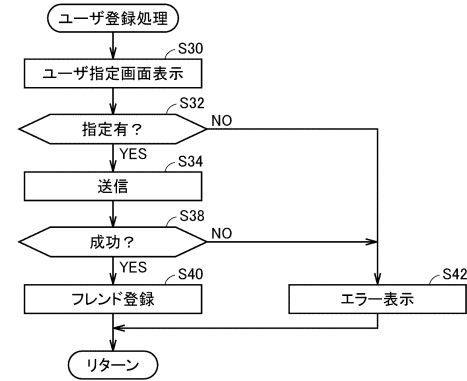 ユーザ登録処理
S30
ユーザ指定画面表示
S32
指定有？
NO
YES
S34
送信
S38
成功？
NO
YES
S40
フレンド登録
S42
エラー表示
リターン